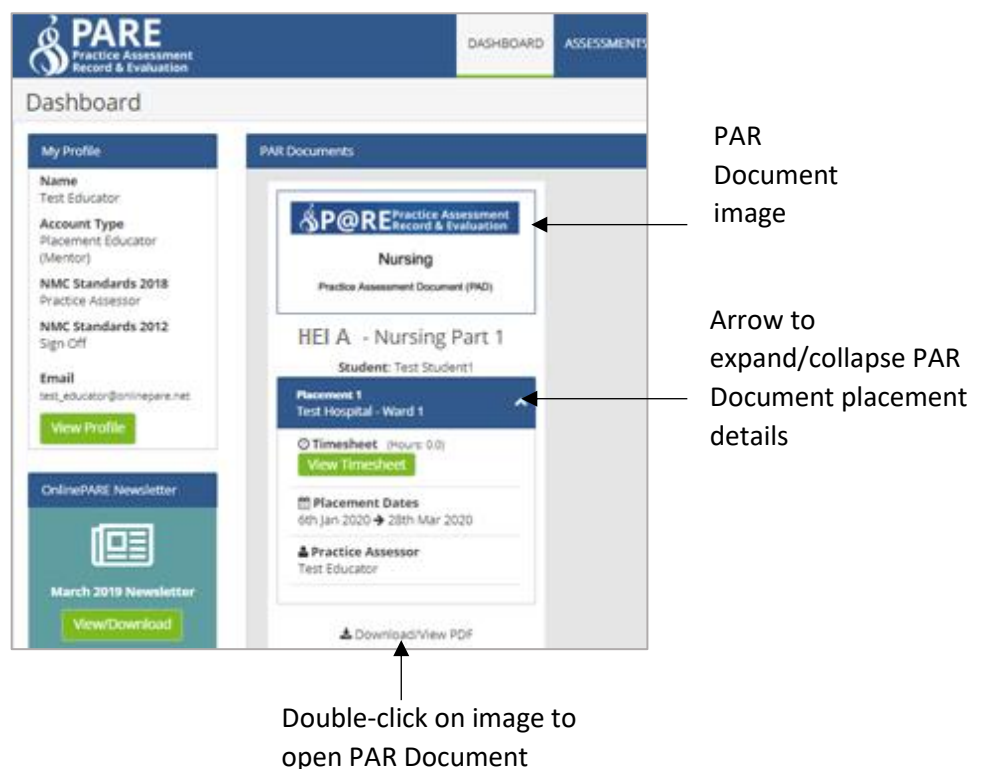 PARE
Practice Assessment
Record & Evaluation
DASHBOARD
ASSESSMENTS
Dashboard
My Profile
Name
Test Educator
Account Type
Placement Educator
(Mentor)
NMC Standards 2018
Practice Assessor
NMC Standards 2012
Sign Off
Email
test_educator@onlinepare.net
View Profile
OnlinePARE Newsletter
March 2019 Newsletter
View/Download
PAR Documents
P@RE Practice Assessment
Record & Evaluation
Nursing
Practice Assessment Document (PAD)
HEI A - Nursing Part 1
Student: Test Student1
Placement 1
Test Hospital - Ward 1
Timesheet (Hours: 0.0)
View Timesheet
Placement Dates
6th Jan 2020 → 28th Mar 2020
Practice Assessor
Test Educator
Download/View PDF
PAR
Document
image
Arrow to
expand/collapse PAR
Document placement
details
Double-click on image to
open PAR Document